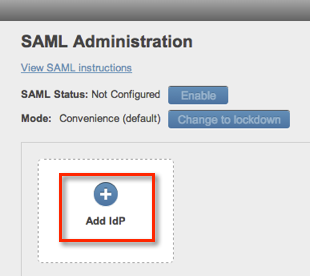 SAML Administration
View SAML instructions
SAML Status: Not Configured Enable
Mode: Convenience (default) Change to lockdown
Add IdP